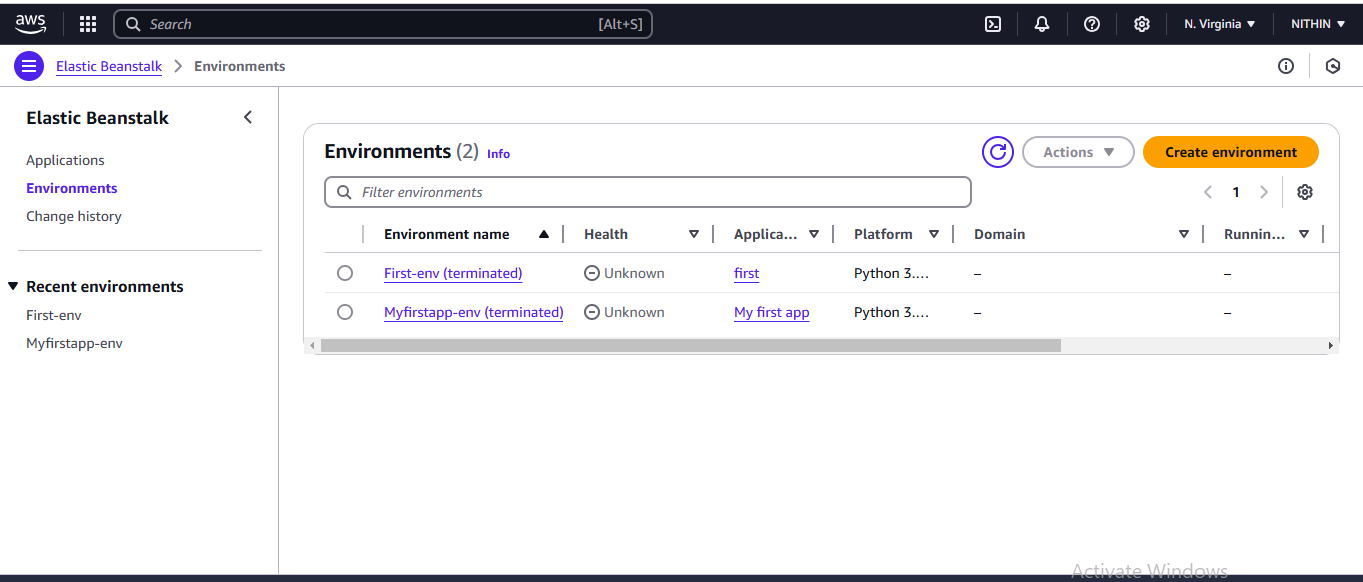 aws Search [Alt+S] N. Virginia NITHIN
Elastic Beanstalk Environments
Elastic Beanstalk
Applications
Environments
Change history
Recent environments
First-env
Myfirstapp-env
Environments (2) Info Actions Create environment
Filter environments 1
Environment name Health Applica... Platform Domain Runnin...
First-env (terminated) Unknown first Python 3.... – –
Myfirstapp-env (terminated) Unknown My first app Python 3.... – –
Activate Windows